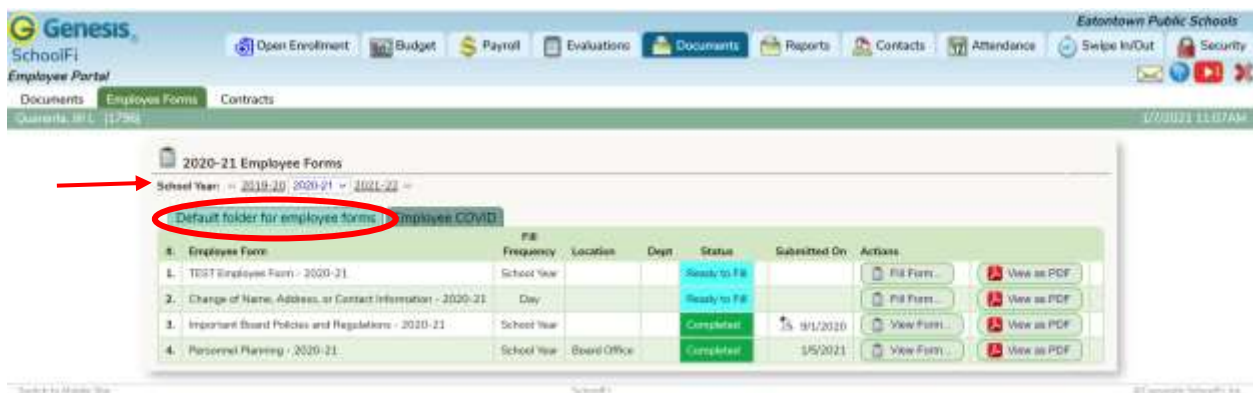 Genesis
SchoolFi
Employee Portal
Eatontown Public Schools
Open Enrollment Budget Payroll Evaluations Documents Reports Contacts Attendance Swipe In/Out Security
Documents Employee Forms Contracts
1/7/2021 11:07AM
2020-21 Employee Forms
School Year: 2019-20 2020-21 2021-22
Default folder for employee forms Employee COVID
#. Employee Form Fill Frequency Location Dept Status Submitted On Actions
1. TEST Employee Form - 2020-21 School Year Ready to Fill Fill Form... View as PDF
2. Change of Name, Address, or Contact Information - 2020-21 Day Ready to Fill Fill Form... View as PDF
3. Important Board Policies and Regulations - 2020-21 School Year Completed 9/1/2020 View Form... View as PDF
4. Personnel Planning - 2020-21 School Year Board Office Completed 1/5/2021 View Form... View as PDF
Switch to Mobile Site SchoolFi